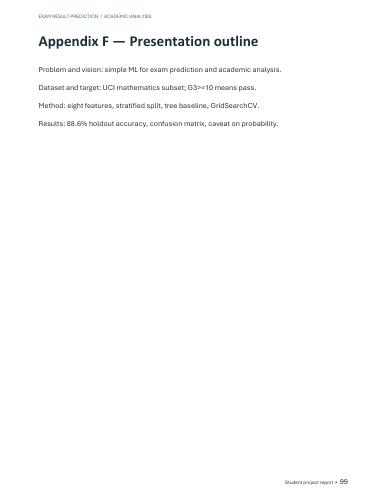 EXAM RESULT PREDICTION | ACADEMIC ANALYSIS
Appendix F — Presentation outline
Problem and vision: simple ML for exam prediction and academic analysis.
Dataset and target: UCI mathematics subset; G3>=10 means pass.
Method: eight features, stratified split, tree baseline, GridSearchCV.
Results: 88.6% holdout accuracy, confusion matrix, caveat on probability.
Student project report • 99